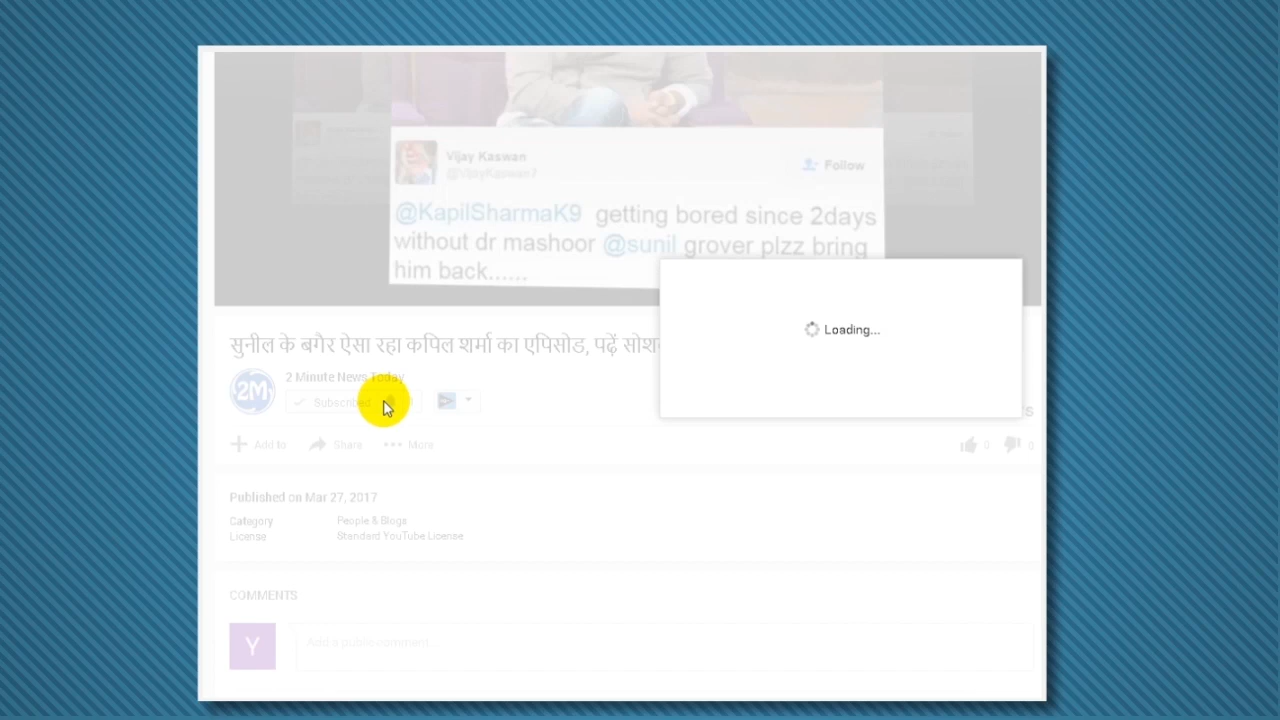 Vijay Kaswan
@VijayKaswan7
Follow
@KapilSharmaK9 getting bored since 2days
without dr mashoor @sunil grover plzz bring
him back......
Loading...
सुनील के बगैर ऐसा रहा कपिल शर्मा का एपिसोड, पढ़ें
2M
2 Minute News Today
Subscribed
Add to
Share
More
0
0
Published on Mar 27, 2017
Category People & Blogs
License Standard YouTube License
COMMENTS
Y
Add a public comment...